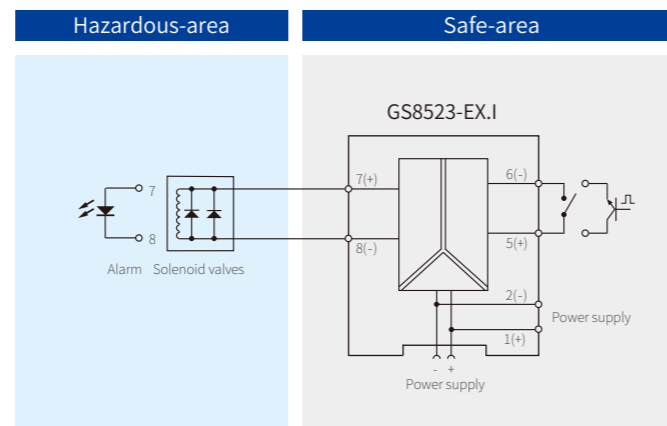 Hazardous-area
Safe-area
GS8523-EX.I
7(+)
6(-)
7
8
8(-)
5(+)
Alarm
Solenoid valves
2(-)
Power supply
1(+)
- +
Power supply